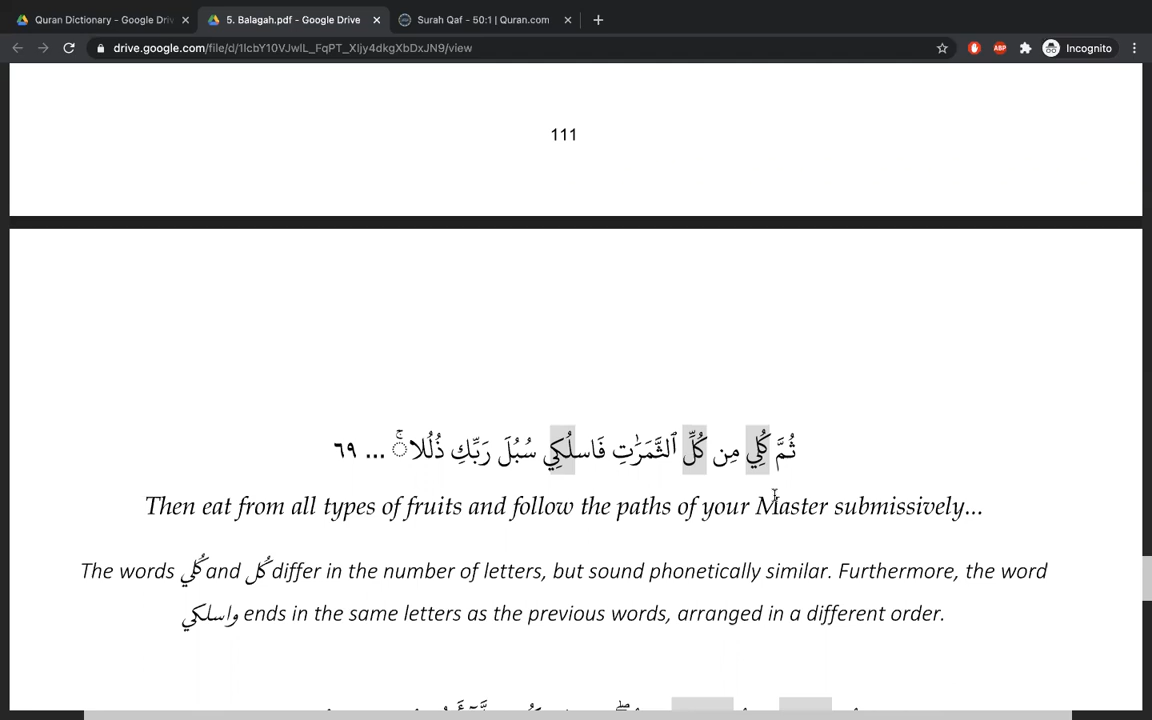 Quran Dictionary - Google Driv
5. Balagah.pdf - Google Drive
Surah Qaf - 50:1 | Quran.com
drive.google.com/file/d/1lcbY10VJwlL_FqPT_XIjy4dkgXbDxJN9/view
ABP
Incognito
111
ثُمَّ كُلِي مِن كُلِّ ٱلثَّمَرَٰتِ فَاسلُكِي سُبُلَ رَبِّكِ ذُلُلاۚ ... ٦٩
Then eat from all types of fruits and follow the paths of your Master submissively...
The words كُلي and كُل differ in the number of letters, but sound phonetically similar. Furthermore, the word
واسلكي ends in the same letters as the previous words, arranged in a different order.